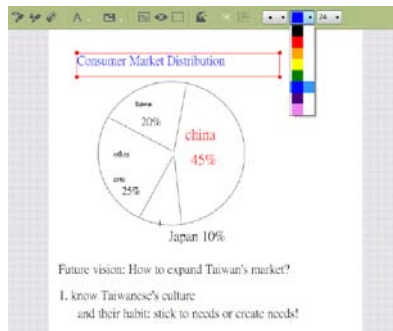 24
Consumer Market Distribution
20%
china
45%
other
25%
Japan 10%
Future vision: How to expand Taiwan's market?
1. know Taiwanese's culture
and their habit: stick to needs or create needs!